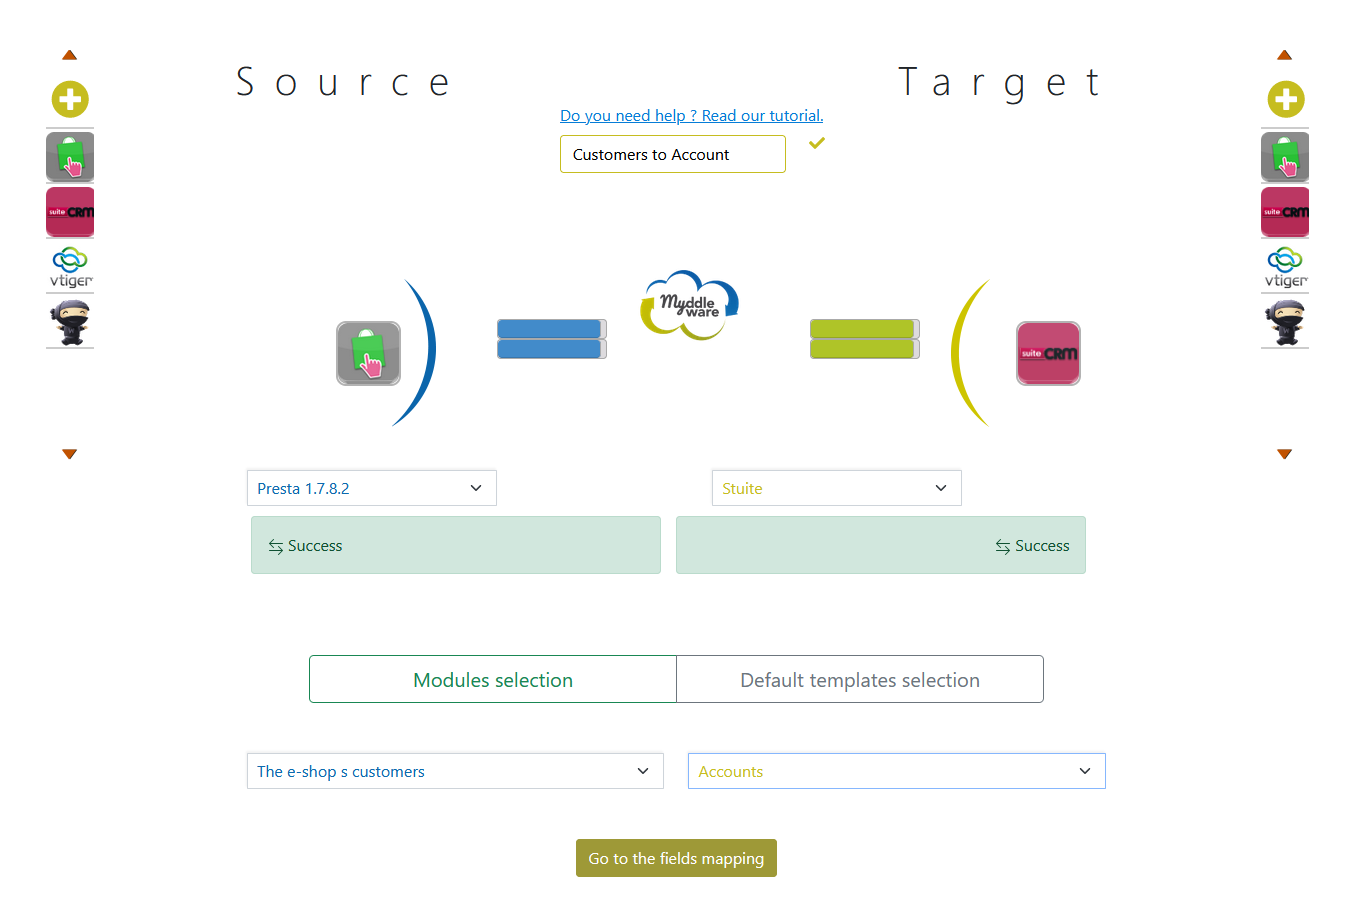 Source
Target
Do you need help ? Read our tutorial.
Customers to Account
suite CRM
suite CRM
vtiger
vtiger
Myddle
ware
suite CRM
Presta 1.7.8.2
Stuite
Success
Success
Modules selection
Default templates selection
The e-shop s customers
Accounts
Go to the fields mapping